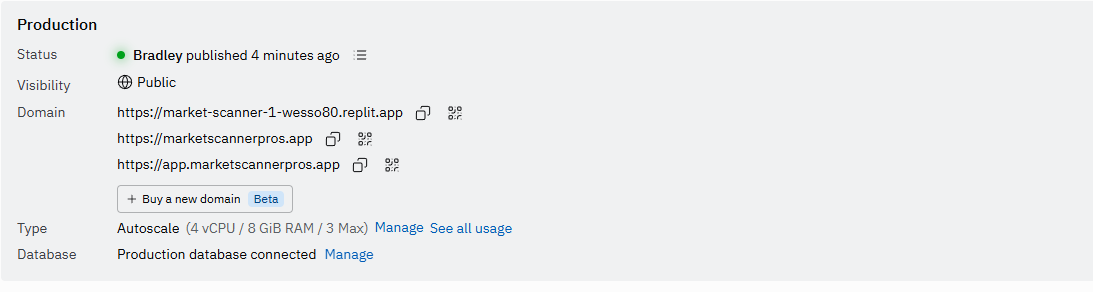 Production
Status Bradley published 4 minutes ago
Visibility Public
Domain https://market-scanner-1-wesso80.replit.app
https://marketscannerpros.app
https://app.marketscannerpros.app
+ Buy a new domain Beta
Type Autoscale (4 vCPU / 8 GiB RAM / 3 Max) Manage See all usage
Database Production database connected Manage